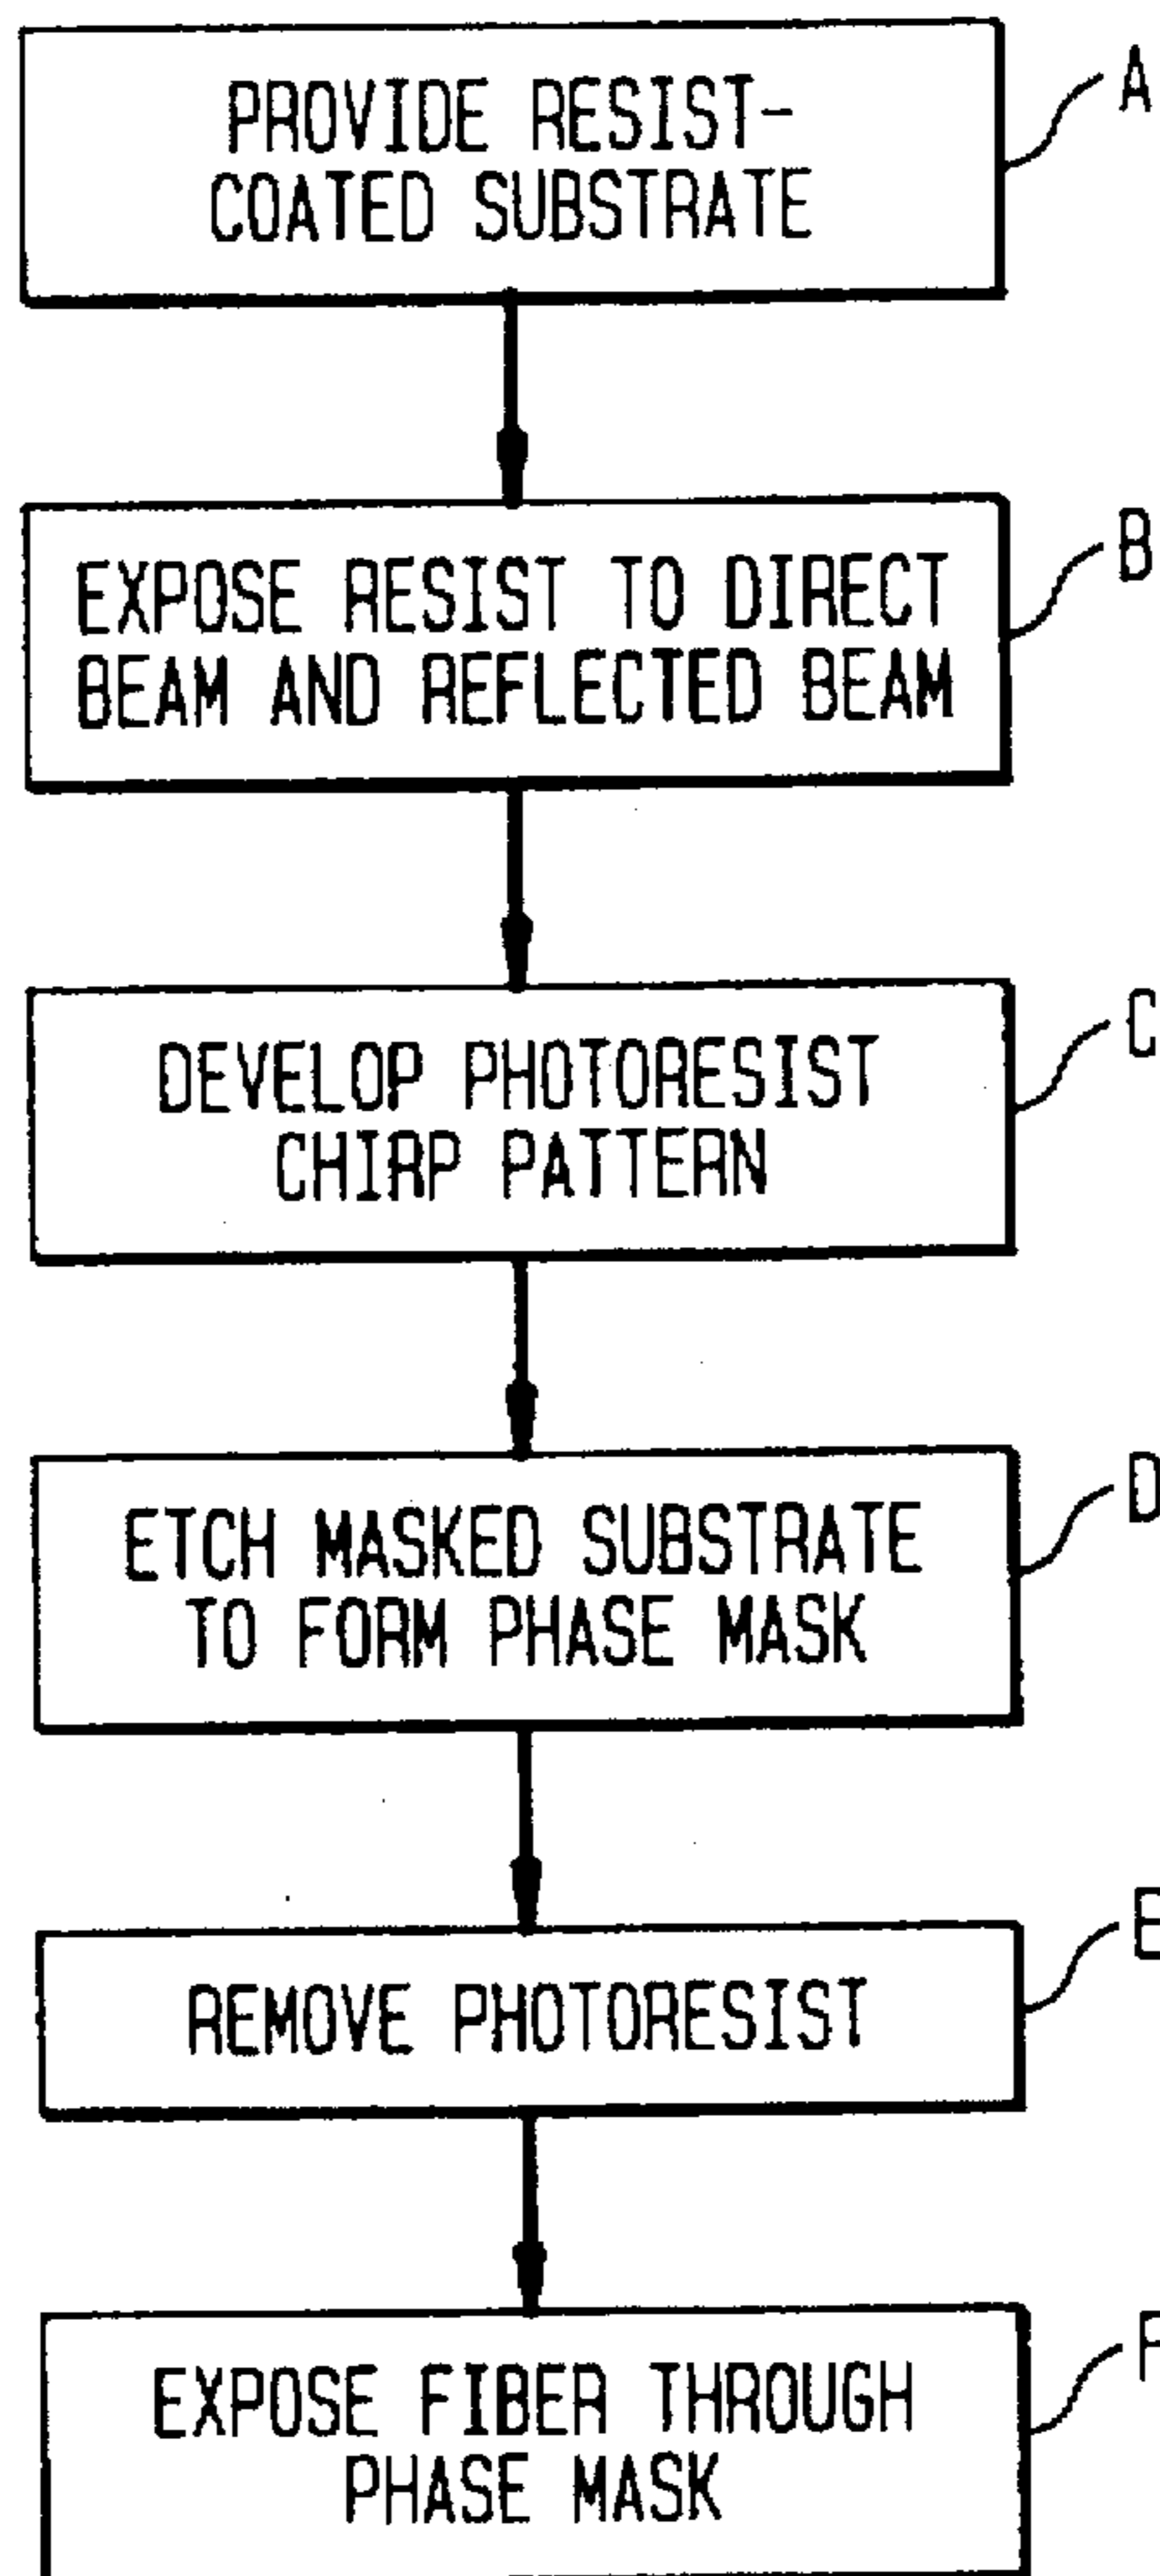 PROVIDE RESIST-
COATED SUBSTRATE
A
EXPOSE RESIST TO DIRECT
BEAM AND REFLECTED BEAM
B
DEVELOP PHOTORESIST
CHIRP PATTERN
C
ETCH MASKED SUBSTRATE
TO FORM PHASE MASK
D
REMOVE PHOTORESIST
E
EXPOSE FIBER THROUGH
PHASE MASK
F